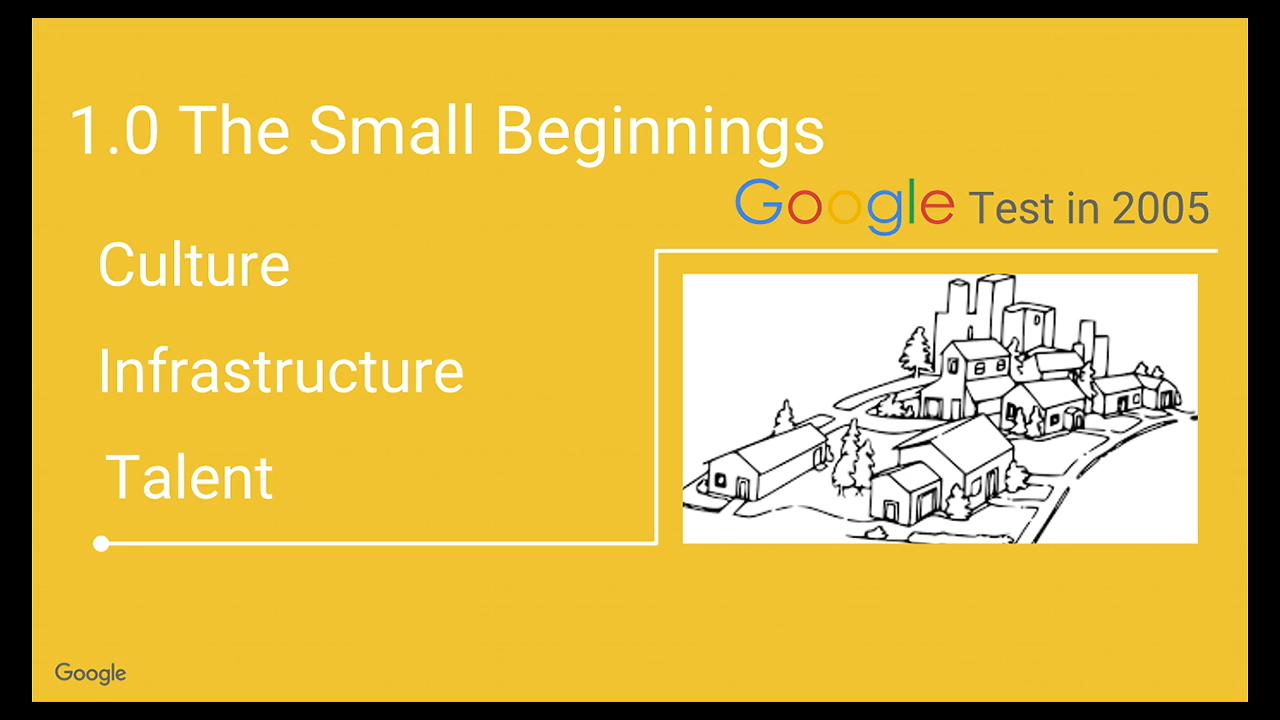 1.0 The Small Beginnings
Google Test in 2005
Culture
Infrastructure
Talent
Google